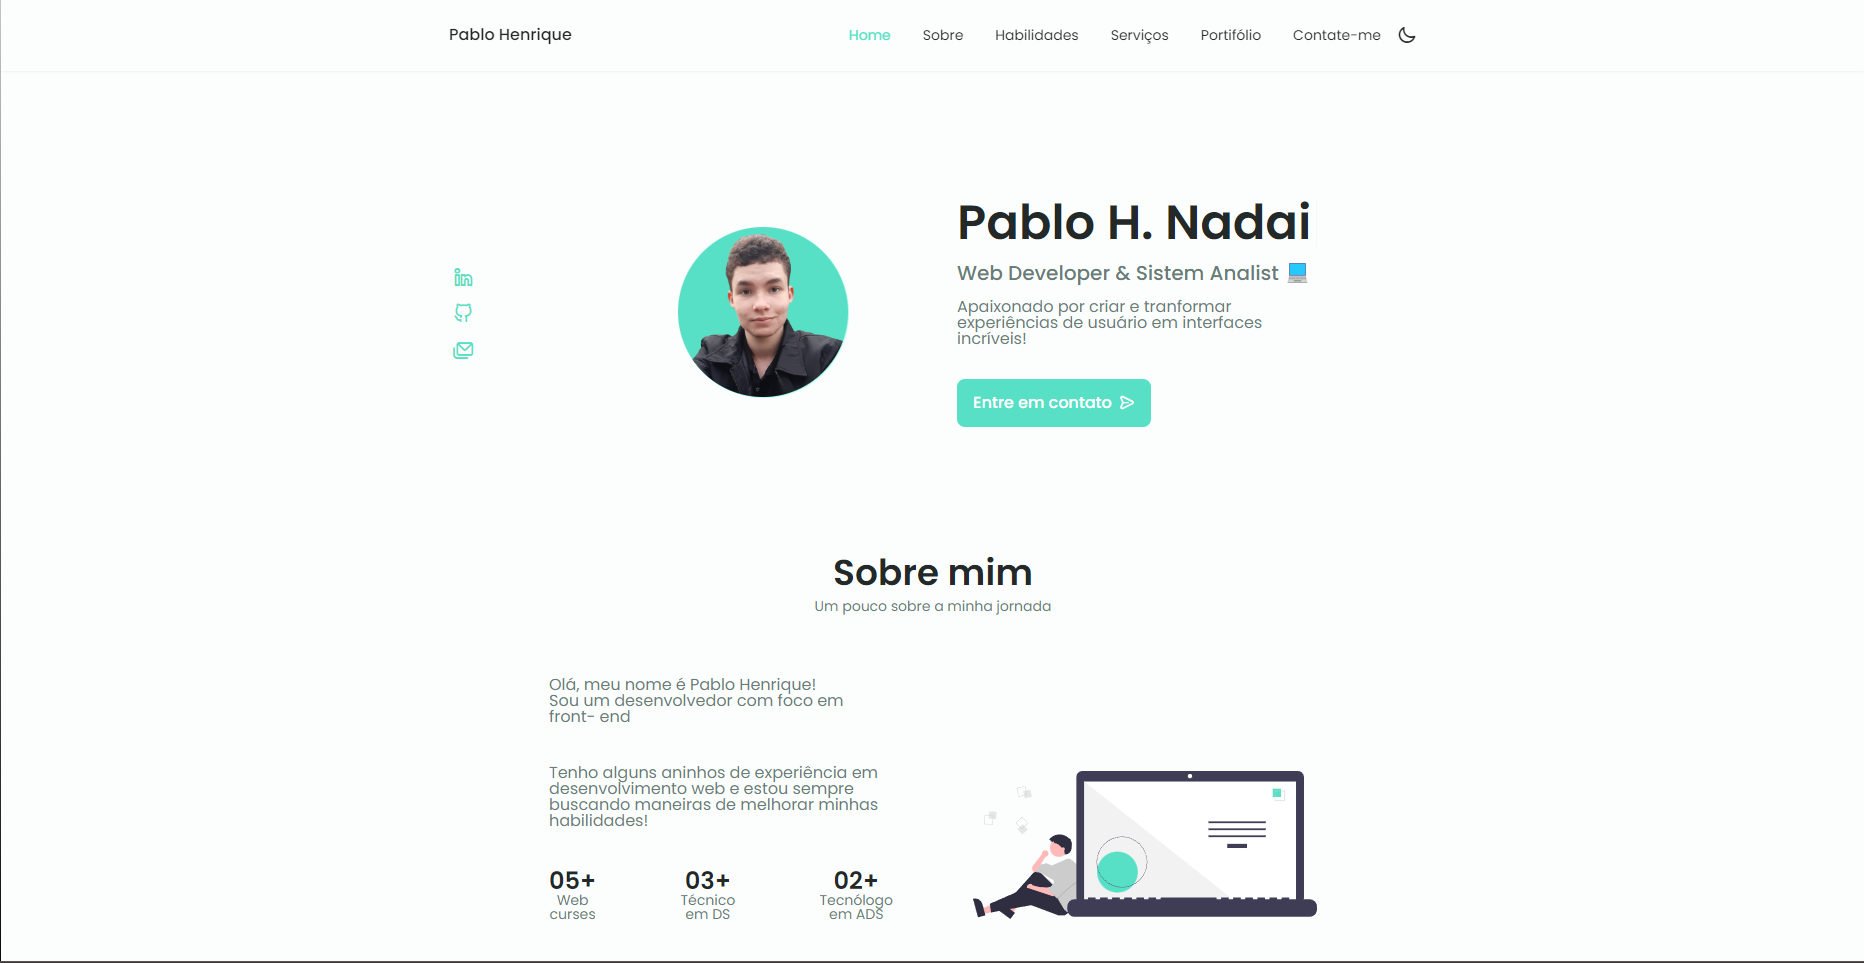 Pablo Henrique
Home Sobre Habilidades Serviços Portifólio Contate-me
Pablo H. Nadai
Web Developer & Sistem Analist
Apaixonado por criar e tranformar
experiências de usuário em interfaces
incríveis!
Entre em contato
Sobre mim
Um pouco sobre a minha jornada
Olá, meu nome é Pablo Henrique!
Sou um desenvolvedor com foco em
front- end
Tenho alguns aninhos de experiência em
desenvolvimento web e estou sempre
buscando maneiras de melhorar minhas
habilidades!
05+ 03+ 02+
Web Técnico Tecnólogo
curses em DS em ADS